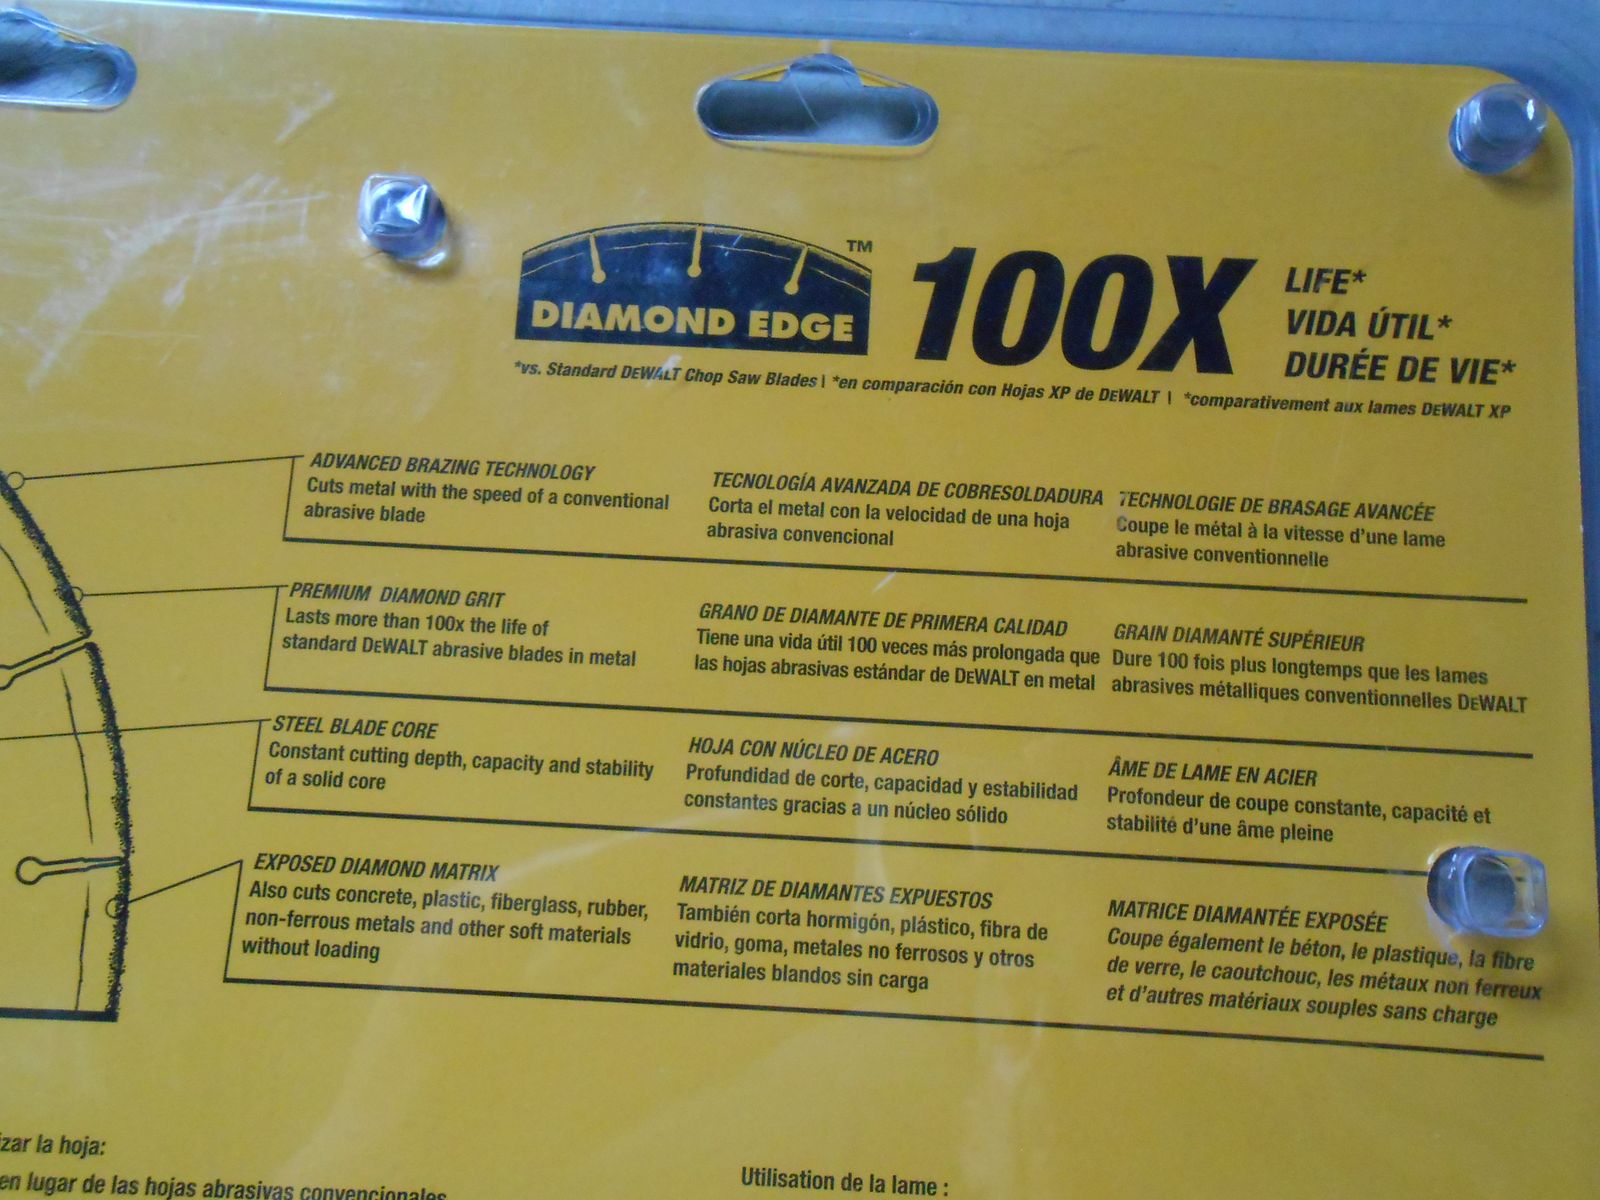 DIAMOND EDGE
TM
100X
LIFE*
VIDA ÚTIL*
DURÉE DE VIE*
*vs. Standard DEWALT Chop Saw Blades | *en comparación con Hojas XP de DEWALT | *comparativement aux lames DEWALT XP
ADVANCED BRAZING TECHNOLOGY
Cuts metal with the speed of a conventional
abrasive blade
TECNOLOGÍA AVANZADA DE COBRESOLDADURA
Corta el metal con la velocidad de una hoja
abrasiva convencional
TECHNOLOGIE DE BRASAGE AVANCÉE
Coupe le métal à la vitesse d'une lame
abrasive conventionnelle
PREMIUM DIAMOND GRIT
Lasts more than 100x the life of
standard DEWALT abrasive blades in metal
GRANO DE DIAMANTE DE PRIMERA CALIDAD
Tiene una vida útil 100 veces más prolongada que
las hojas abrasivas estándar de DEWALT en metal
GRAIN DIAMANTÉ SUPÉRIEUR
Dure 100 fois plus longtemps que les lames
abrasives métalliques conventionnelles DEWALT
STEEL BLADE CORE
Constant cutting depth, capacity and stability
of a solid core
HOJA CON NÚCLEO DE ACERO
Profundidad de corte, capacidad y estabilidad
constantes gracias a un núcleo sólido
ÂME DE LAME EN ACIER
Profondeur de coupe constante, capacité et
stabilité d'une âme pleine
EXPOSED DIAMOND MATRIX
Also cuts concrete, plastic, fiberglass, rubber,
non-ferrous metals and other soft materials
without loading
MATRIZ DE DIAMANTES EXPUESTOS
También corta hormigón, plástico, fibra de
vidrio, goma, metales no ferrosos y otros
materiales blandos sin carga
MATRICE DIAMANTÉE EXPOSÉE
Coupe également le béton, le plastique, la fibre
de verre, le caoutchouc, les métaux non ferreux
et d'autres matériaux souples sans charge
izar la hoja:
en lugar de las hojas abrasivas convencionales
Utilisation de la lame :